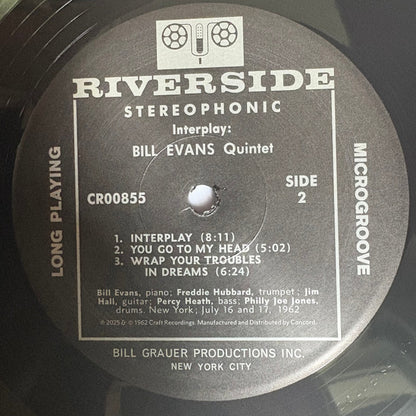 RIVERSIDE
STEREOPHONIC
Interplay:
BILL EVANS Quintet
LONG PLAYING
MICROGROOVE
CR00855
SIDE
2
1. INTERPLAY (8:11)
2. YOU GO TO MY HEAD (5:02)
3. WRAP YOUR TROUBLES
IN DREAMS (6:24)
Bill Evans, piano; Freddie Hubbard, trumpet; Jim
Hall, guitar; Percy Heath, bass; Philly Joe Jones,
drums. New York; July 16 and 17, 1962
℗ 2025 & © 1962 Craft Recordings. Manufactured and Distributed by Concord.
BILL GRAUER PRODUCTIONS INC.
NEW YORK CITY